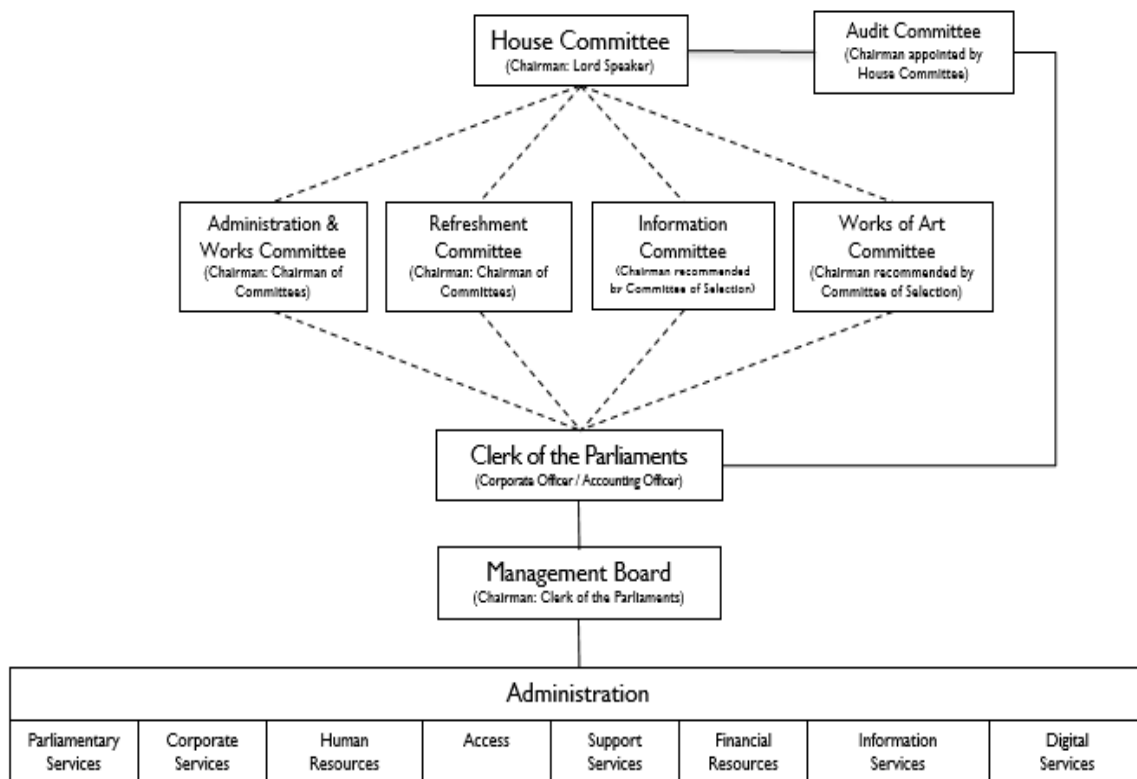 House Committee
(Chairman: Lord Speaker)
Audit Committee
(Chairman appointed by
House Committee)
Administration &
Works Committee
(Chairman: Chairman of
Committees)
Refreshment
Committee
(Chairman: Chairman of
Committees)
Information
Committee
(Chairman recommended
by Committee of Selection)
Works of Art
Committee
(Chairman recommended by
Committee of Selection)
Clerk of the Parliaments
(Corporate Officer / Accounting Officer)
Management Board
(Chairman: Clerk of the Parliaments)
Administration
Parliamentary
Services
Corporate
Services
Human
Resources
Access
Support
Services
Financial
Resources
Information
Services
Digital
Services